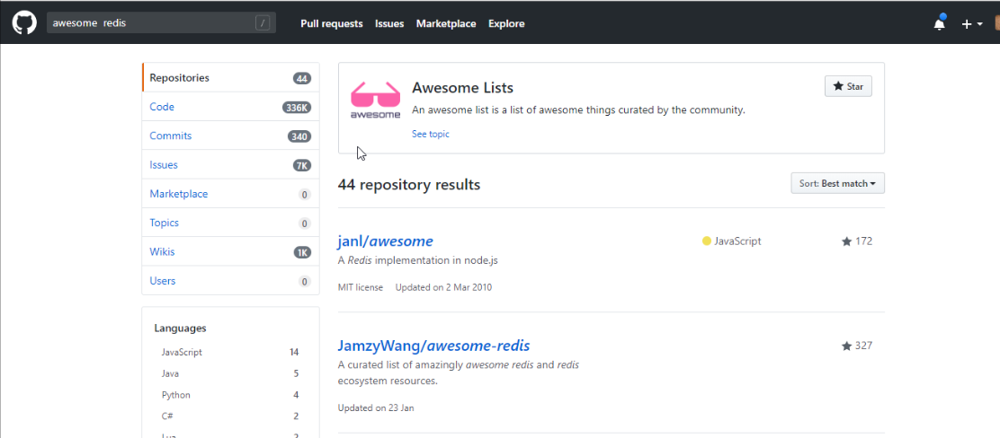 awesome redis /
Pull requests Issues Marketplace Explore
Repositories 44
Code 336K
Commits 340
Issues 7K
Marketplace 0
Topics 0
Wikis 1K
Users 0
Languages
JavaScript 14
Java 5
Python 4
C# 2
Lua 2
awesome
Awesome Lists
Star
An awesome list is a list of awesome things curated by the community.
See topic
44 repository results
Sort: Best match
janl/awesome
JavaScript
172
A Redis implementation in node.js
MIT license Updated on 2 Mar 2010
JamzyWang/awesome-redis
327
A curated list of amazingly awesome redis and redis
ecosystem resources.
Updated on 23 Jan